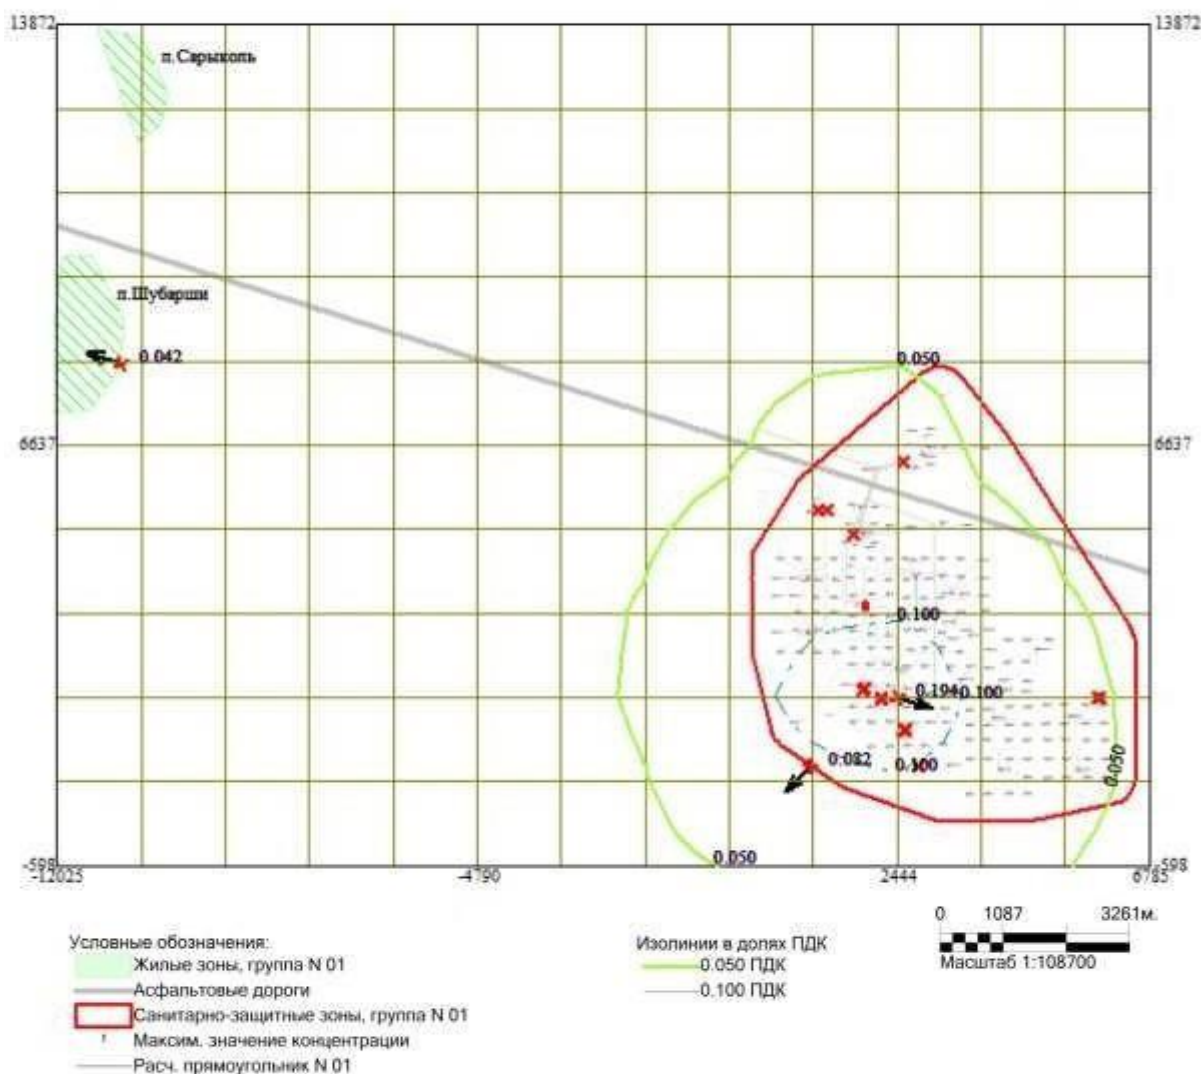 13872
13872
п.Сарыколь
п.Шубарши
0.042
0.050
6637
6637
0.100
0.194
0.100
0.082
0.100
0.050
0.050
-598
-598
-12025
-4790
2444
6785
0 1087 3261м.
Масштаб 1:108700
Условные обозначения:
Жилые зоны, группа N 01
Асфальтовые дороги
Санитарно-защитные зоны, группа N 01
Максим. значение концентрации
Расч. прямоугольник N 01
Изолинии в долях ПДК
0.050 ПДК
0.100 ПДК